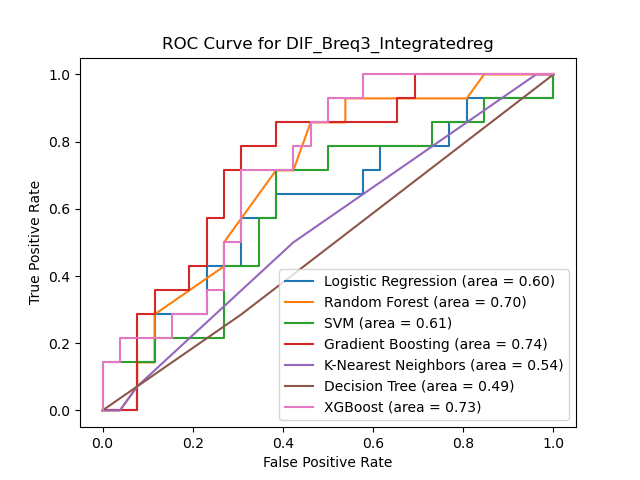 ROC Curve for DIF_Breq3_Integratedreg
1.0
0.8
0.6
0.4
0.2
0.0
True Positive Rate
Logistic Regression (area = 0.60)
Random Forest (area = 0.70)
SVM (area = 0.61)
Gradient Boosting (area = 0.74)
K-Nearest Neighbors (area = 0.54)
Decision Tree (area = 0.49)
XGBoost (area = 0.73)
0.0 0.2 0.4 0.6 0.8 1.0
False Positive Rate